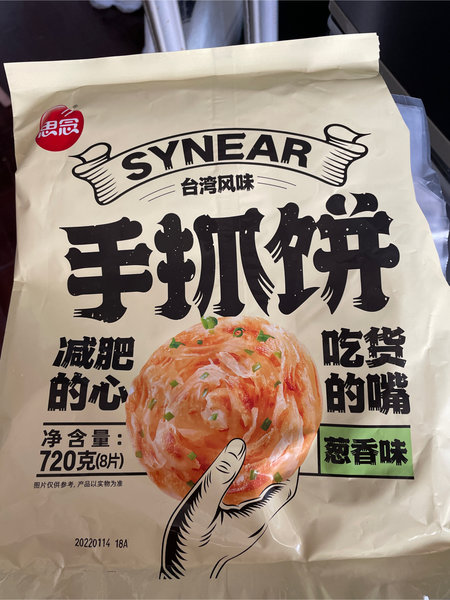 思念
SYNEAR
台湾风味
手抓饼
减肥
的心
吃货
的嘴
净含量:
720克(8片)
葱香味
图片仅供参考,产品以实物为准
20220114 18A